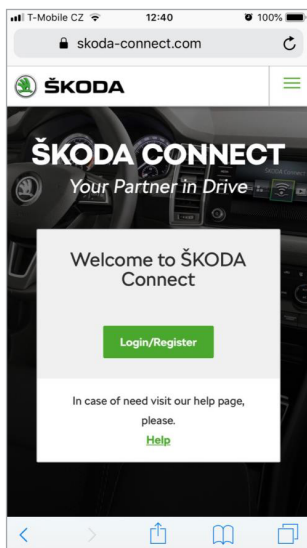 T-Mobile CZ 12:40 100%
skoda-connect.com
ŠKODA
ŠKODA CONNECT
Your Partner in Drive
Welcome to ŠKODA
Connect
Login/Register
In case of need visit our help page,
please.
Help